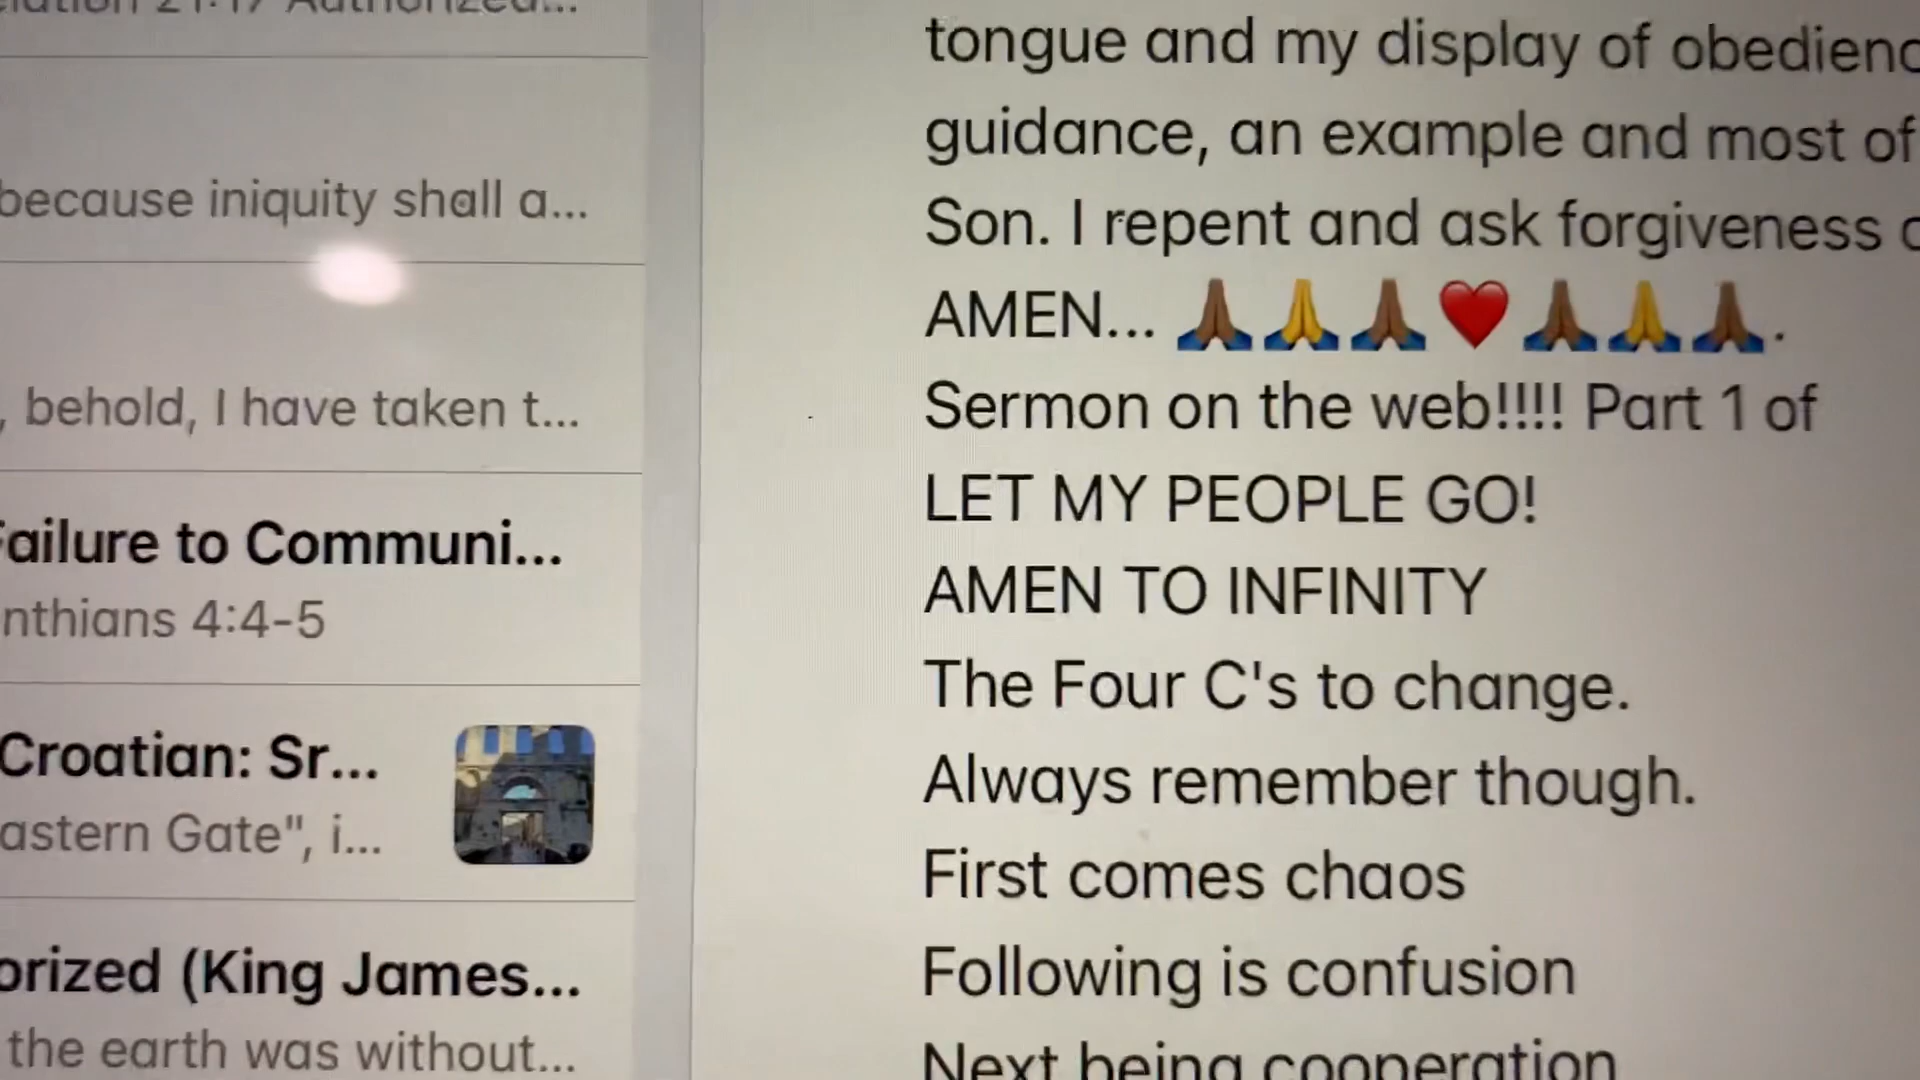 21:17 Authorized...
because iniquity shall a...
, behold, I have taken t...
Failure to Communi...
nthians 4:4-5
Croatian: Sr...
astern Gate", i...
orized (King James...
the earth was without...
tongue and my display of obedienc
guidance, an example and most of
Son. I repent and ask forgiveness
AMEN... 🙏🏾🙏🙏🏾❤️🙏🏾🙏🙏🏾.
Sermon on the web!!!! Part 1 of
LET MY PEOPLE GO!
AMEN TO INFINITY
The Four C's to change.
Always remember though.
First comes chaos
Following is confusion
Next being cooperation